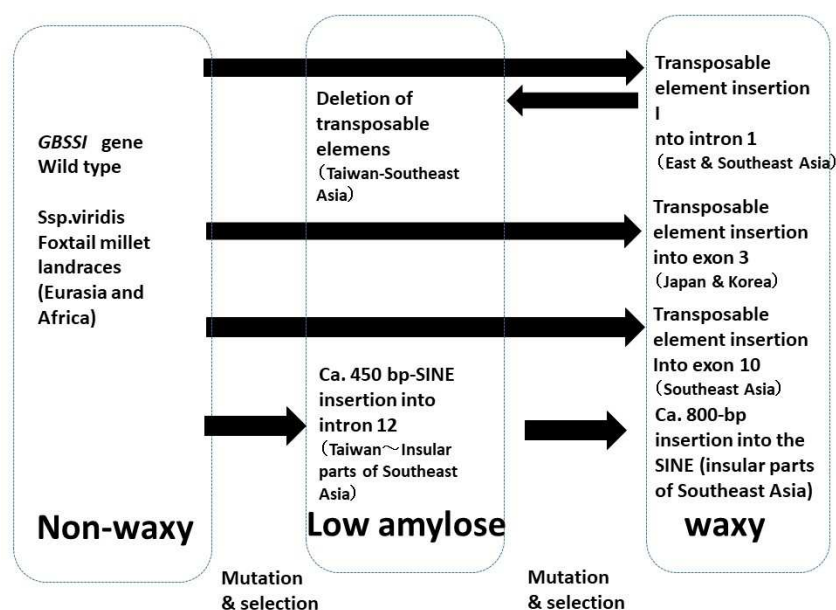 GBSSI gene
Wild type
Ssp.viridis
Foxtail millet
landraces
(Eurasia and
Africa)
Non-waxy
Deletion of
transposable
elemens
(Taiwan-Southeast
Asia)
Ca. 450 bp-SINE
insertion into
intron 12
(Taiwan～Insular
parts of Southeast
Asia)
Low amylose
Transposable
element insertion
I
nto intron 1
(East & Southeast Asia)
Transposable
element insertion
into exon 3
(Japan & Korea)
Transposable
element insertion
Into exon 10
(Southeast Asia)
Ca. 800-bp
insertion into the
SINE (insular parts
of Southeast Asia)
waxy
Mutation
& selection
Mutation
& selection